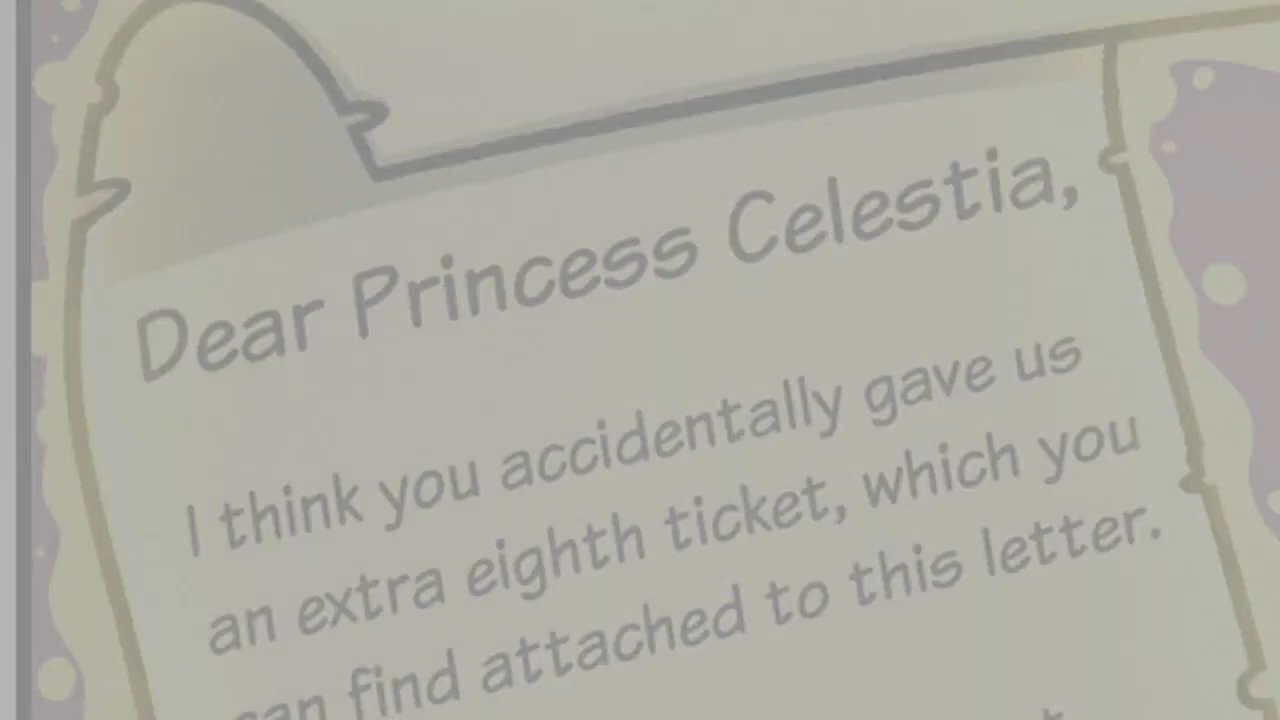 Dear Princess Celestia,
I think you accidentally gave us
an extra eighth ticket, which you
can find attached to this letter.